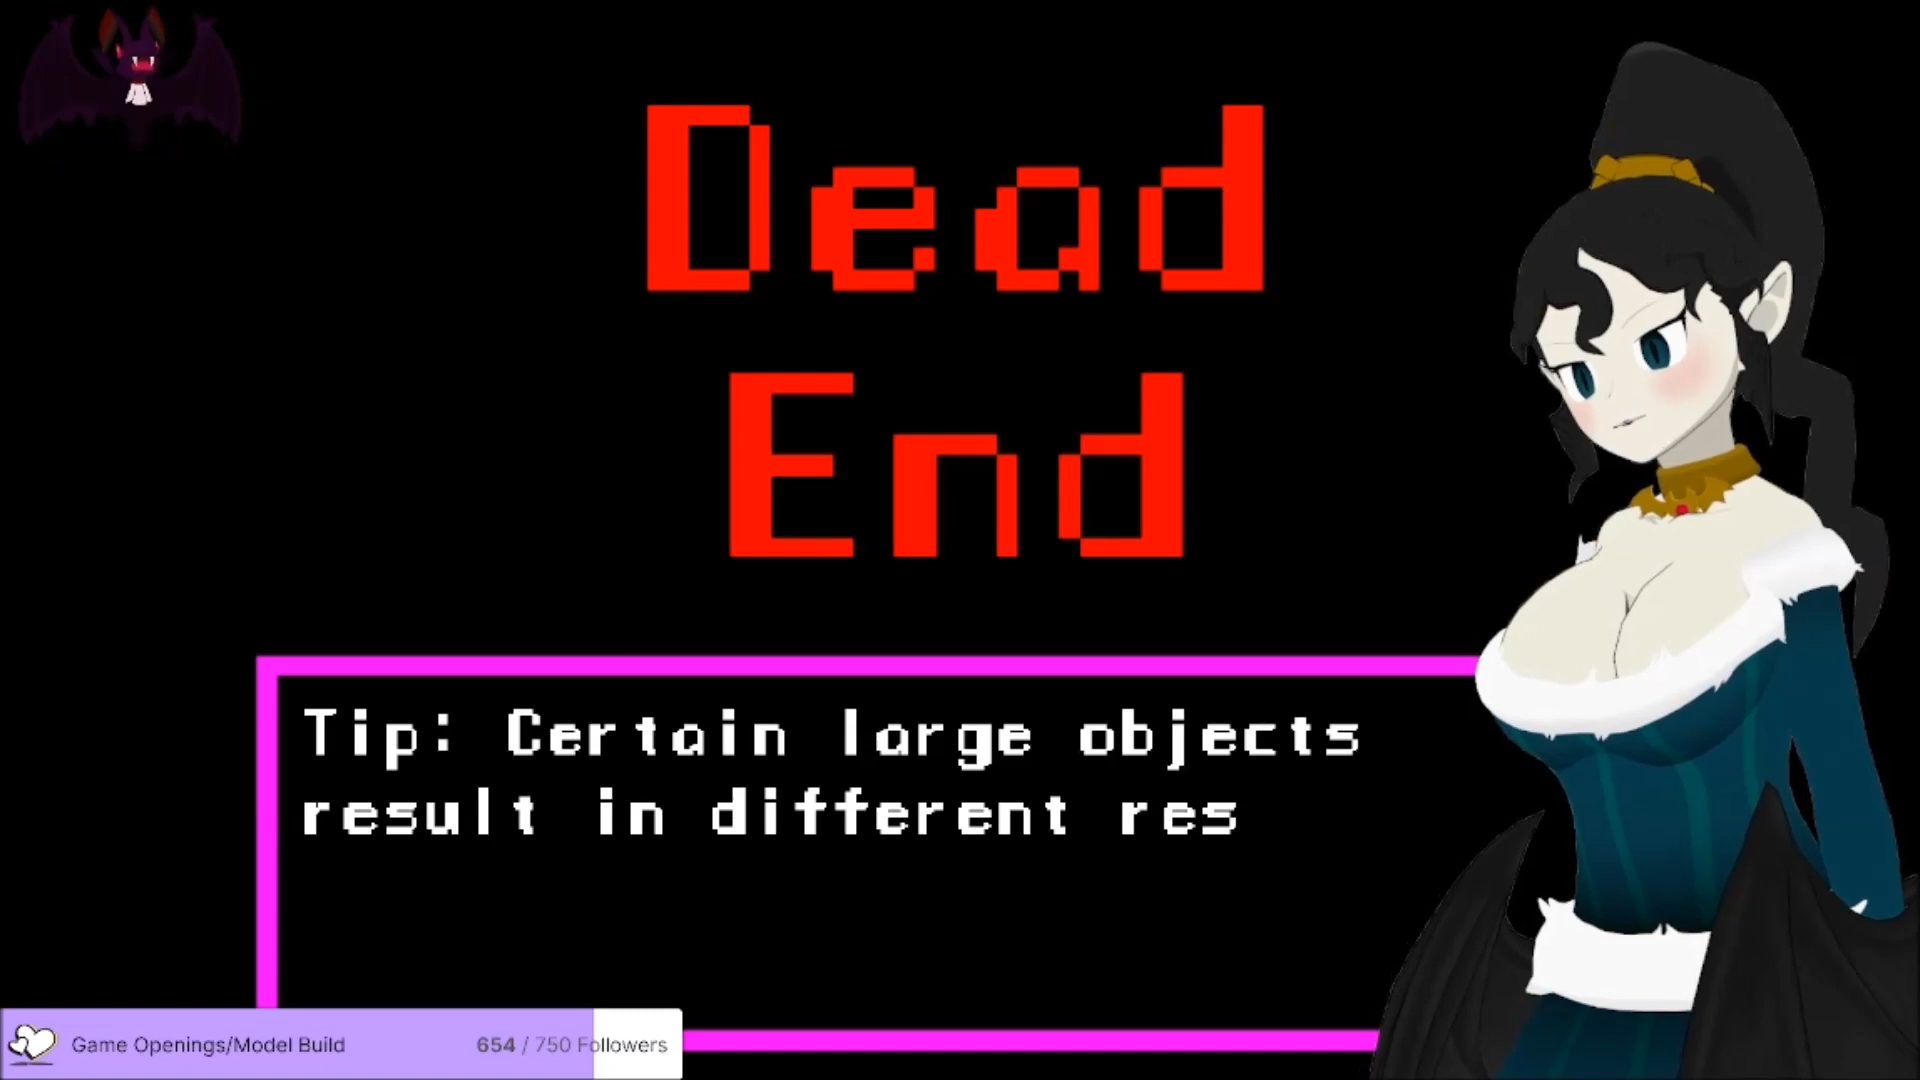 Dead
End
Tip: Certain large objects
result in different res
Game Openings/Model Build 654 / 750 Followers